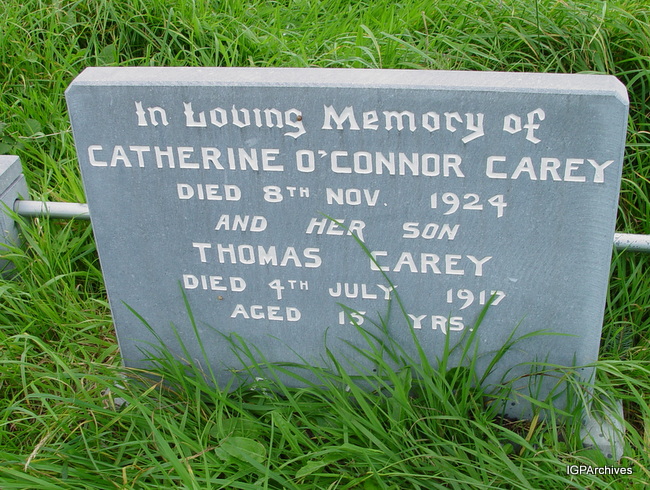 In Loving Memory of
CATHERINE O'CONNOR CAREY
DIED 8TH NOV. 1924
AND HER SON
THOMAS CAREY
DIED 4TH JULY 1917
AGED 15 YRS.
IGPArchives